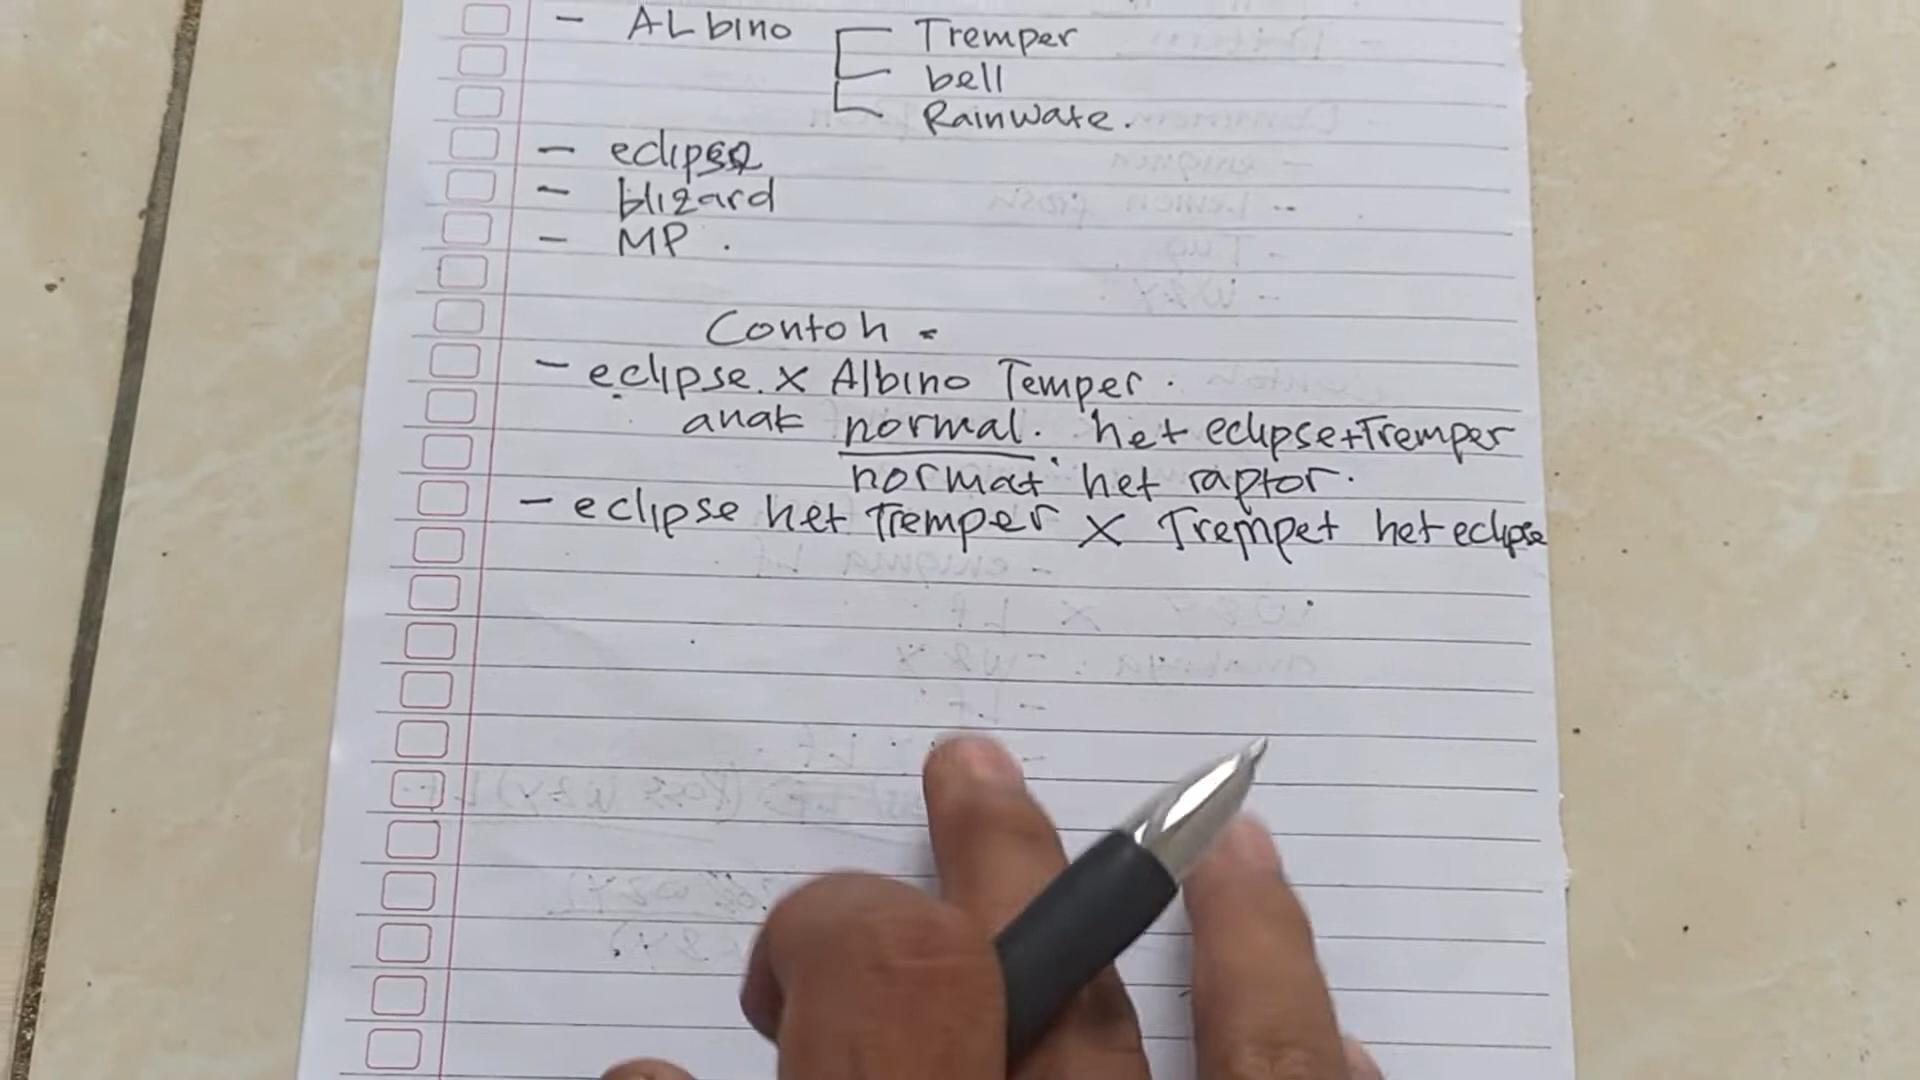 - ALbino Tremper
bell
Rainwate.
- eclipse
- blizard
- MP.
Contoh =
- eclipse x Albino Temper.
anak normal. het eclipse+Tremper
normat het raptor.
- eclipse het Tremper X Trempet het eclipse